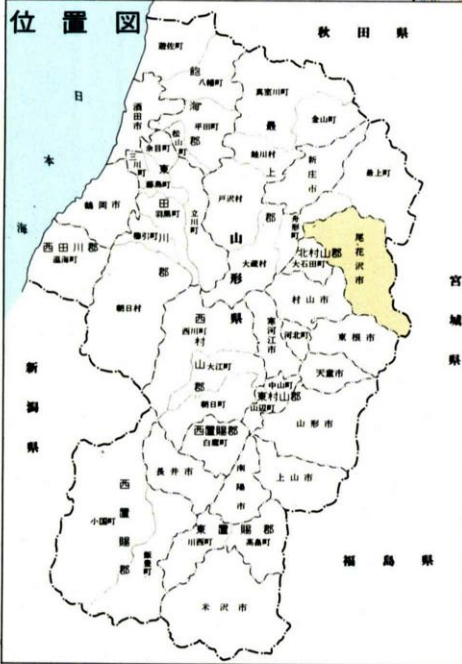 位置図
秋田県
日本海
遊佐町
飽海郡
八幡町
真室川町
金山町
酒田市
松山町
平田町
最上郡
余目町
鮭川村
新庄市
最上町
三川町
東田川郡
藤島町
鶴岡市
羽黒町
立川町
戸沢村
山形県
舟形町
尾花沢市
西田川郡
温海町
櫛引町
大蔵村
北村山郡
大石田町
宮城県
朝日村
村山市
西村山郡
西川町
寒河江市
河北町
東根市
新潟県
大江町
天童市
中山町
東村山郡
朝日町
山辺町
山形市
西置賜郡
白鷹町
長井市
南陽市
上山市
西置賜郡
小国町
飯豊町
東置賜郡
川西町
高畠町
福島県
米沢市